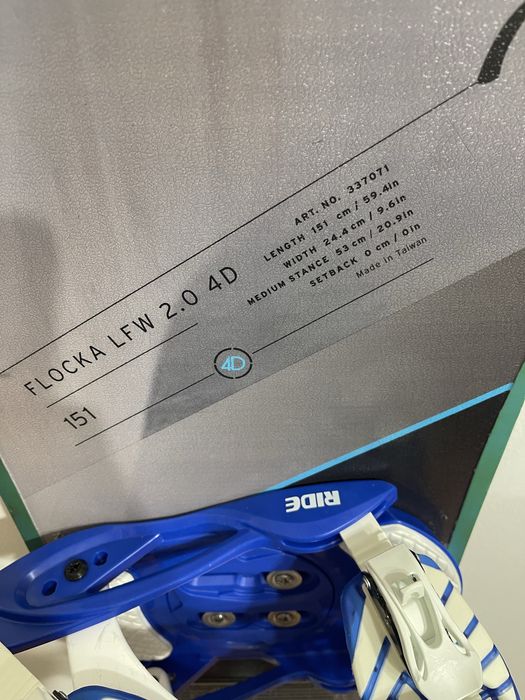 ART. NO. 337071
LENGTH 151 cm / 59.4in
WIDTH 24.4 cm / 9.6in
MEDIUM STANCE 53 cm / 20.9in
SETBACK 0 cm / 0in
Made in Taiwan
FLOCKA LFW 2.0 4D
151
4D
RIDE